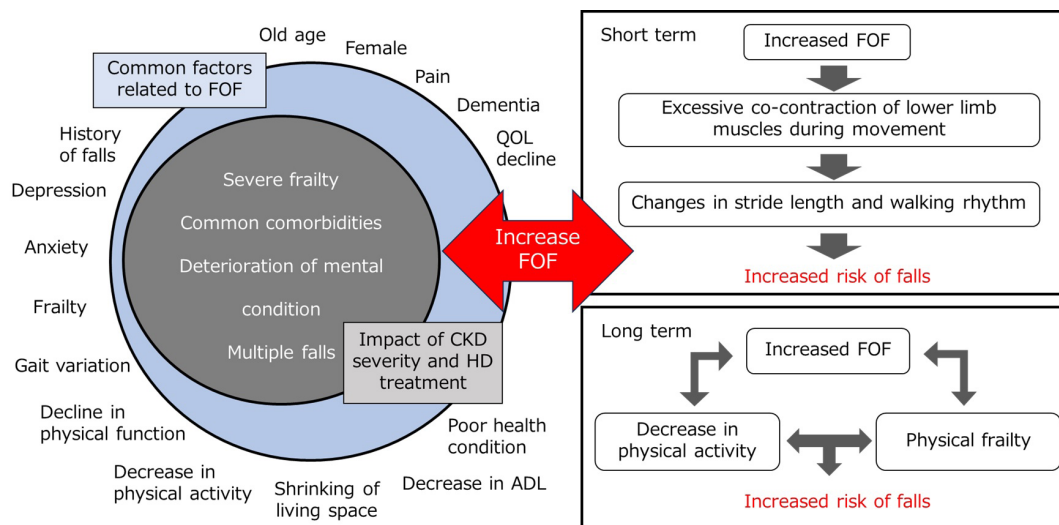 Old age
Female
Pain
Dementia
QOL
decline
Common factors
related to FOF
History
of falls
Depression
Anxiety
Frailty
Gait variation
Decline in
physical function
Decrease in
physical activity
Shrinking of
living space
Decrease in ADL
Poor health
condition
Severe frailty
Common comorbidities
Deterioration of mental
condition
Multiple falls
Impact of CKD
severity and HD
treatment
Increase
FOF
Short term
Increased FOF
Excessive co-contraction of lower limb
muscles during movement
Changes in stride length and walking rhythm
Increased risk of falls
Long term
Increased FOF
Decrease in
physical activity
Physical frailty
Increased risk of falls